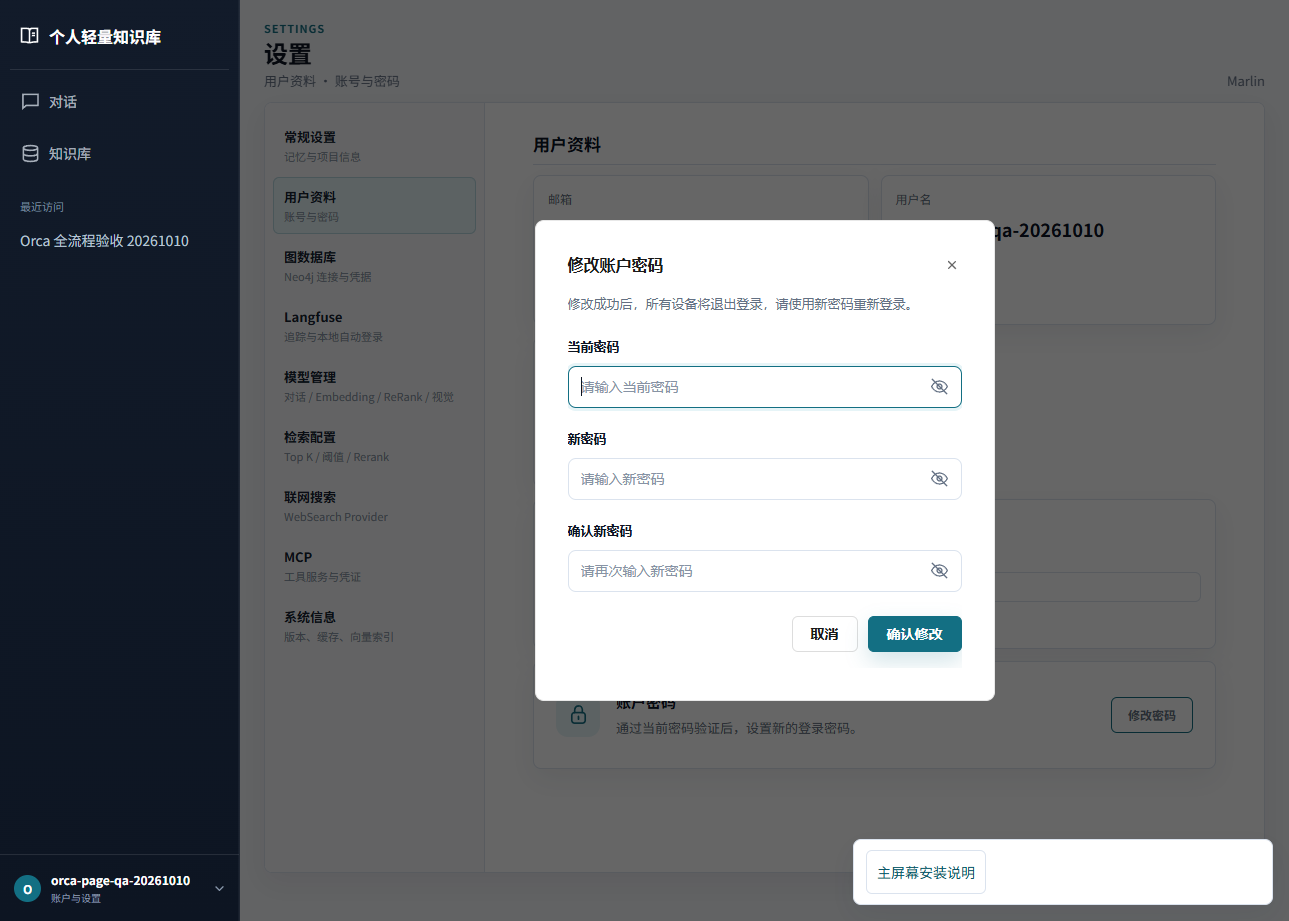 个人轻量知识库
对话
知识库
最近访问
Orca 全流程验收 20261010
O
orca-page-qa-20261010
账户与设置
SETTINGS
设置
用户资料 · 账号与密码
Marlin
常规设置
记忆与项目信息
用户资料
账号与密码
图数据库
Neo4j 连接与凭据
Langfuse
追踪与本地自动登录
模型管理
对话 / Embedding / ReRank / 视觉
检索配置
Top K / 阈值 / Rerank
联网搜索
WebSearch Provider
MCP
工具服务与凭证
系统信息
版本、缓存、向量索引
用户资料
邮箱
用户名
qa-20261010
修改账户密码
×
修改成功后，所有设备将退出登录，请使用新密码重新登录。
当前密码
请输入当前密码
新密码
请输入新密码
确认新密码
请再次输入新密码
取消
确认修改
账户密码
通过当前密码验证后，设置新的登录密码。
修改密码
主屏幕安装说明